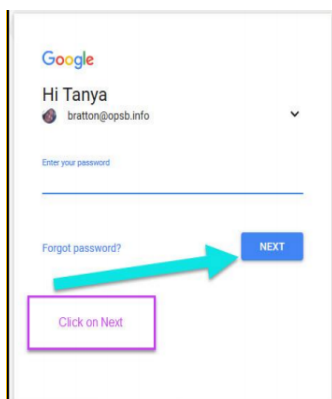 Google
Hi Tanya
bratton@opsb.info
Enter your password
Forgot password?
NEXT
Click on Next